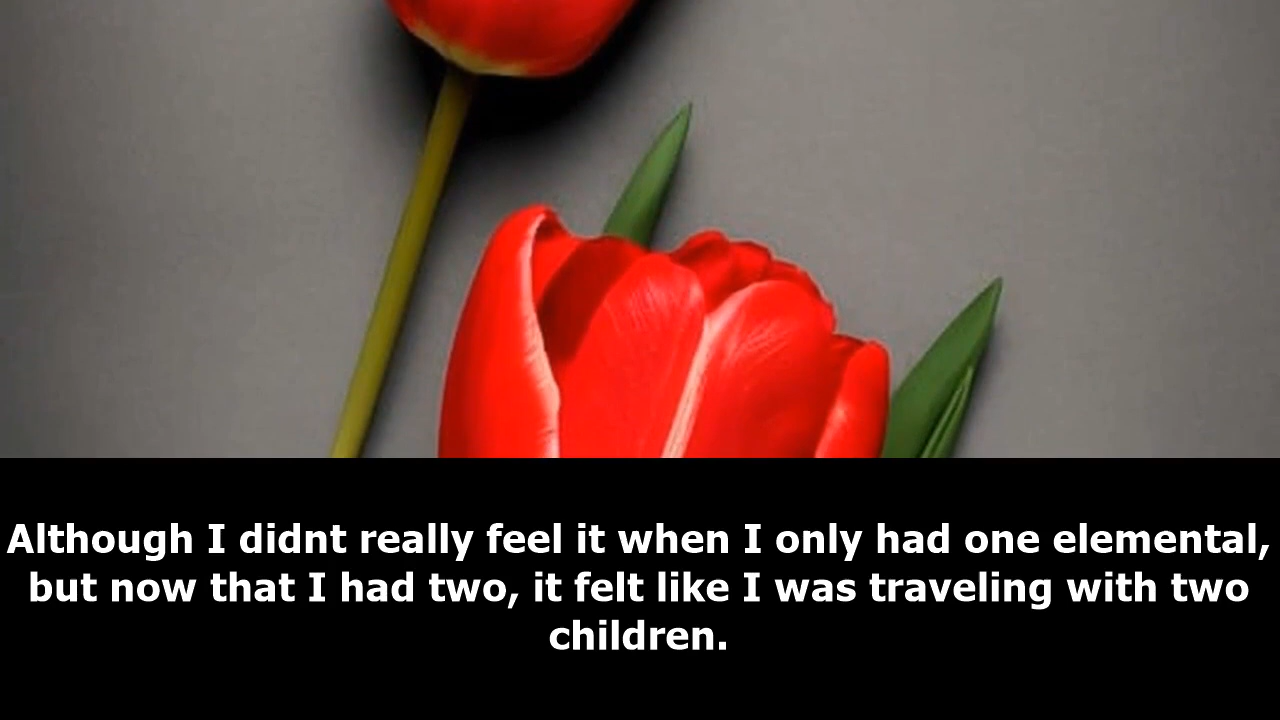 Although I didnt really feel it when I only had one elemental,
but now that I had two, it felt like I was traveling with two
children.